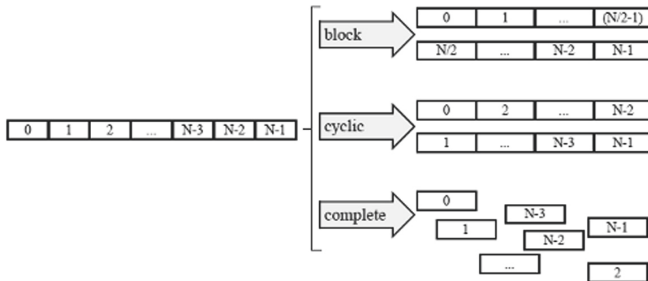 0 1 2 ... N-3 N-2 N-1
block
0 1 ... (N/2-1)
N/2 ... N-2 N-1
cyclic
0 2 ... N-2
1 ... N-3 N-1
complete
0
N-3
1
N-1
N-2
...
2